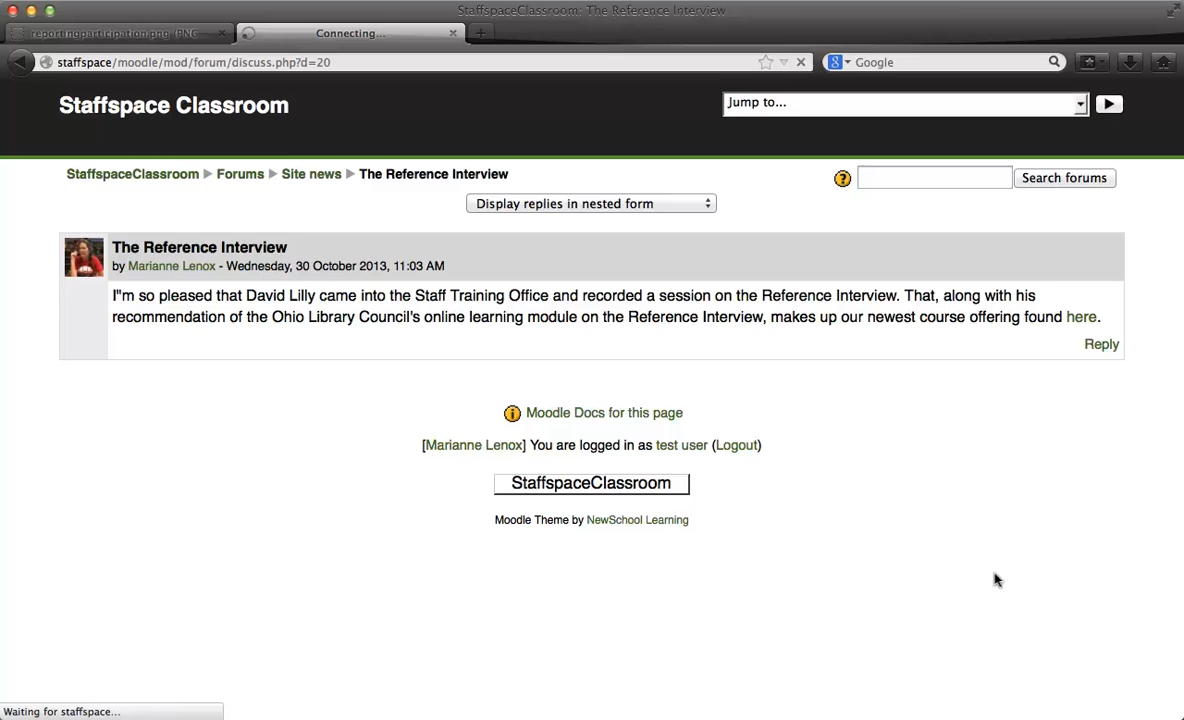 StaffspaceClassroom: The Reference Interview
reportingparticipation.png (PNG
Connecting...
staffspace/moodle/mod/forum/discuss.php?d=20
Google
Staffspace Classroom
Jump to...
StaffspaceClassroom ▶ Forums ▶ Site news ▶ The Reference Interview
Search forums
Display replies in nested form
The Reference Interview
by Marianne Lenox - Wednesday, 30 October 2013, 11:03 AM
I"m so pleased that David Lilly came into the Staff Training Office and recorded a session on the Reference Interview. That, along with his
recommendation of the Ohio Library Council's online learning module on the Reference Interview, makes up our newest course offering found here.
Reply
Moodle Docs for this page
[Marianne Lenox] You are logged in as test user (Logout)
StaffspaceClassroom
Moodle Theme by NewSchool Learning
Waiting for staffspace...